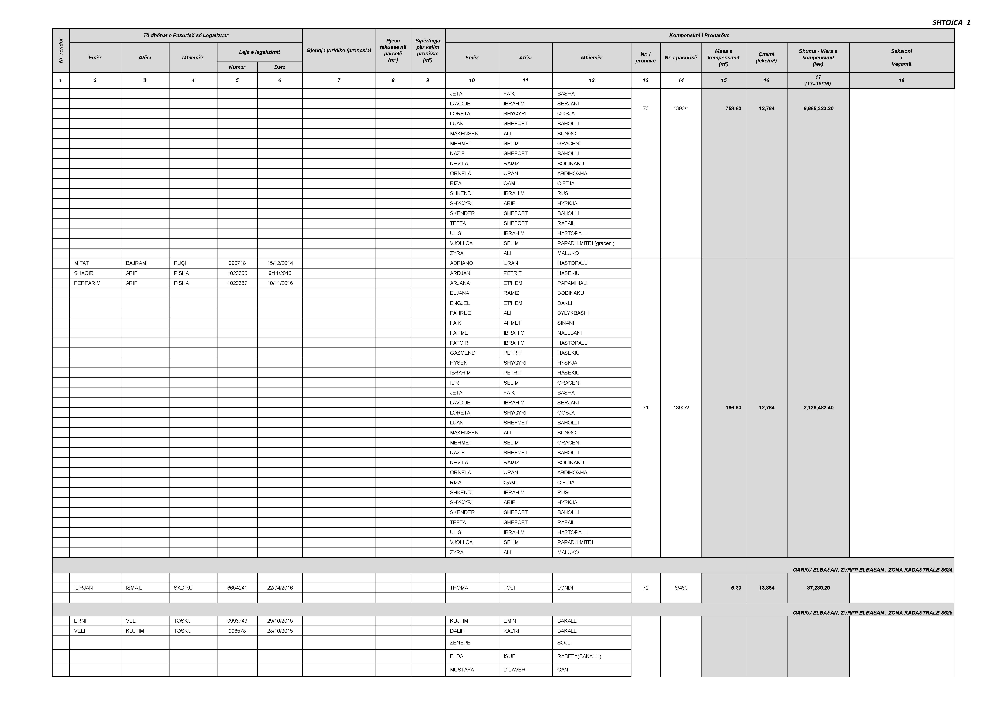 SHTOJCA 1
Nr. rendor
Të dhënat e Pasurisë së Legalizuar
Gjendja juridike (pronesia)
Pjesa takuese në parcelë (m²)
Sipërfaqja për kalim pronësie (m²)
Kompensimi i Pronarëve
Emër Atësi Mbiemër Leja e legalizimit Emër Atësi Mbiemër Nr. i pronave Nr. i pasurisë Masa e kompensimit (m²) Çmimi (leke/m²) Shuma - Vlera e kompensimit (lek) Seksioni i Veçantë
Numer Date
1 2 3 4 5 6 7 8 9 10 11 12 13 14 15 16 17 (17=15*16) 18
JETA FAIK BASHA
LAVDIJE IBRAHIM SERJANI
70 1390/1 758.80 12,764 9,685,323.20
LORETA SHYQYRI QOSJA
LUAN SHEFQET BAHOLLI
MAKENSEN ALI BUNGO
MEHMET SELIM GRACENI
NAZIF SHEFQET BAHOLLI
NEVILA RAMIZ BODINAKU
ORNELA URAN ABDIHOXHA
RIZA QAMIL CIFTJA
SHKENDI IBRAHIM RUSI
SHYQYRI ARIF HYSKJA
SKENDER SHEFQET BAHOLLI
TEFTA SHEFQET RAFAIL
ULIS IBRAHIM HASTOPALLI
VJOLLCA SELIM PAPADHIMITRI (graceni)
ZYRA ALI MALUKO
MITAT BAJRAM RUÇI 990718 15/12/2014 ADRIANO URAN HASTOPALLI
SHAQIR ARIF PISHA 1020366 9/11/2016 ARDJAN PETRIT HASEKIU
PERPARIM ARIF PISHA 1020387 10/11/2016 ARJANA ET'HEM PAPAMIHALI
ELJANA RAMIZ BODINAKU
ENGJEL ET'HEM DAKLI
FAHRIJE ALI BYLYKBASHI
FAIK AHMET SINANI
FATIME IBRAHIM NALLBANI
FATMIR IBRAHIM HASTOPALLI
GAZMEND PETRIT HASEKIU
HYSEN SHYQYRI HYSKJA
IBRAHIM PETRIT HASEKIU
ILIR SELIM GRACENI
JETA FAIK BASHA
LAVDIJE IBRAHIM SERJANI
71 1390/2 166.60 12,764 2,126,482.40
LORETA SHYQYRI QOSJA
LUAN SHEFQET BAHOLLI
MAKENSEN ALI BUNGO
MEHMET SELIM GRACENI
NAZIF SHEFQET BAHOLLI
NEVILA RAMIZ BODINAKU
ORNELA URAN ABDIHOXHA
RIZA QAMIL CIFTJA
SHKENDI IBRAHIM RUSI
SHYQYRI ARIF HYSKJA
SKENDER SHEFQET BAHOLLI
TEFTA SHEFQET RAFAIL
ULIS IBRAHIM HASTOPALLI
VJOLLCA SELIM PAPADHIMITRI
ZYRA ALI MALUKO
QARKU ELBASAN, ZVRPP ELBASAN , ZONA KADASTRALE 8524
ILIRJAN ISMAIL SADIKU 6654241 22/04/2016 THOMA TOLI LONDI 72 6/460 6.30 13,854 87,280.20
QARKU ELBASAN, ZVRPP ELBASAN , ZONA KADASTRALE 8526
ERNI VELI TOSKU 9998743 29/10/2015 KUJTIM EMIN BAKALLI
VELI KUJTIM TOSKU 998578 28/10/2015 DALIP KADRI BAKALLI
ZENEPE SOJLI
ELDA ISUF RABETA(BAKALLI)
MUSTAFA DILAVER CANI